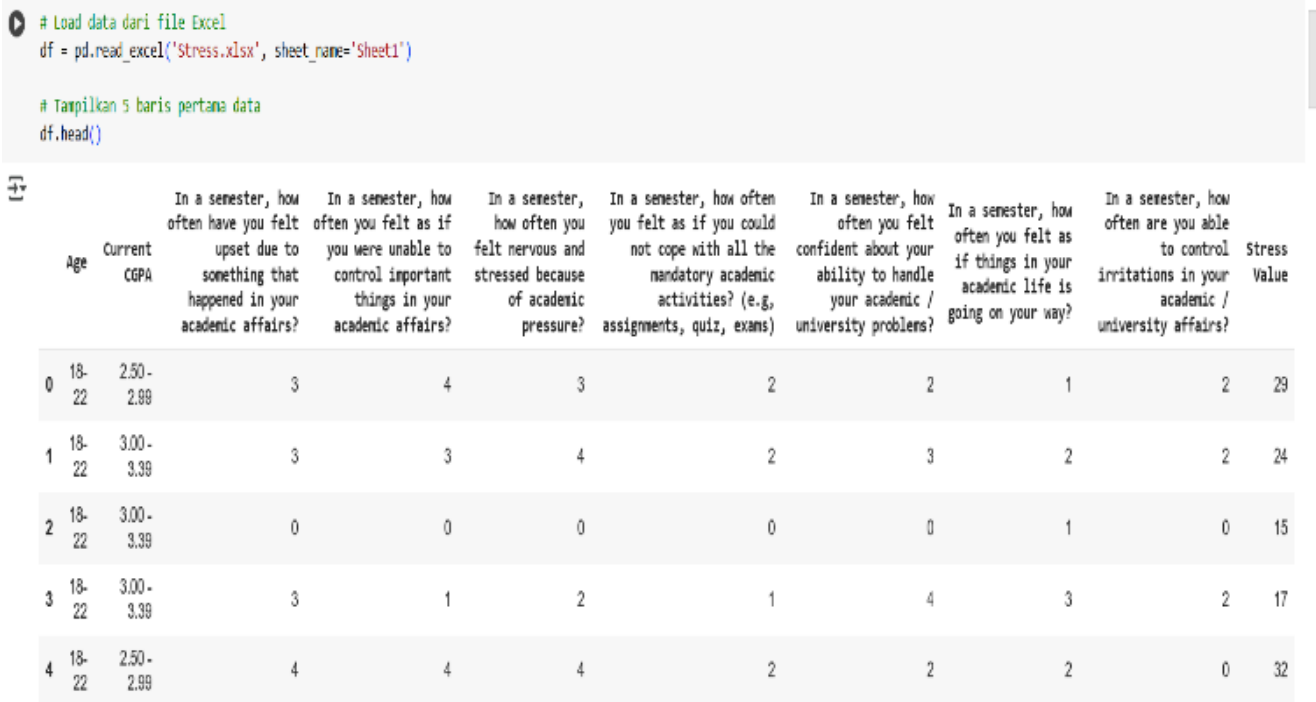 # Load data dari file Excel
df = pd.read_excel('Stress.xlsx', sheet_name='Sheet1')
# Tampilkan 5 baris pertama data
df.head()
Age
Current
CGPA
In a semester, how
often have you felt
upset due to
something that
happened in your
academic affairs?
In a semester, how
often you felt as if
you were unable to
control important
things in your
academic affairs?
In a semester,
how often you
felt nervous and
stressed because
of academic
pressure?
In a semester, how often
you felt as if you could
not cope with all the
mandatory academic
activities? (e.g,
assignments, quiz, exams)
In a semester, how
often you felt
confident about your
ability to handle
your academic /
university problems?
In a semester, how
often you felt as
if things in your
academic life is
going on your way?
In a semester, how
often are you able
to control
irritations in your
academic /
university affairs?
Stress
Value
0 18-22 2.50 - 2.99 3 4 3 2 2 1 2 29
1 18-22 3.00 - 3.39 3 3 4 2 3 2 2 24
2 18-22 3.00 - 3.39 0 0 0 0 0 1 0 15
3 18-22 3.00 - 3.39 3 1 2 1 4 3 2 17
4 18-22 2.50 - 2.99 4 4 4 2 2 2 0 32